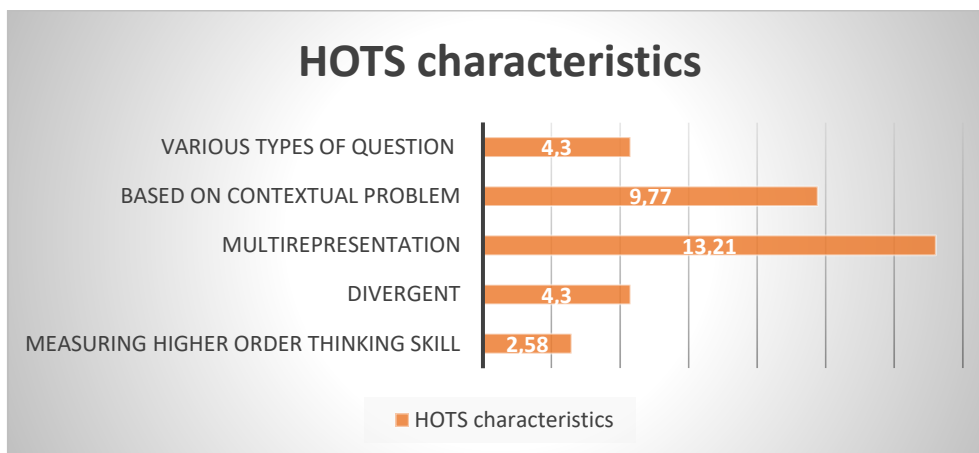 HOTS characteristics
VARIOUS TYPES OF QUESTION
4,3
BASED ON CONTEXTUAL PROBLEM
9,77
MULTIREPRESENTATION
13,21
DIVERGENT
4,3
MEASURING HIGHER ORDER THINKING SKILL
2,58
HOTS characteristics